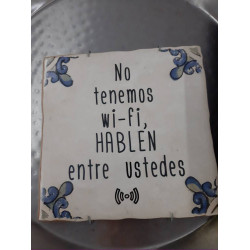 No
tenemos
wi-fi,
HABLEN
entre ustedes